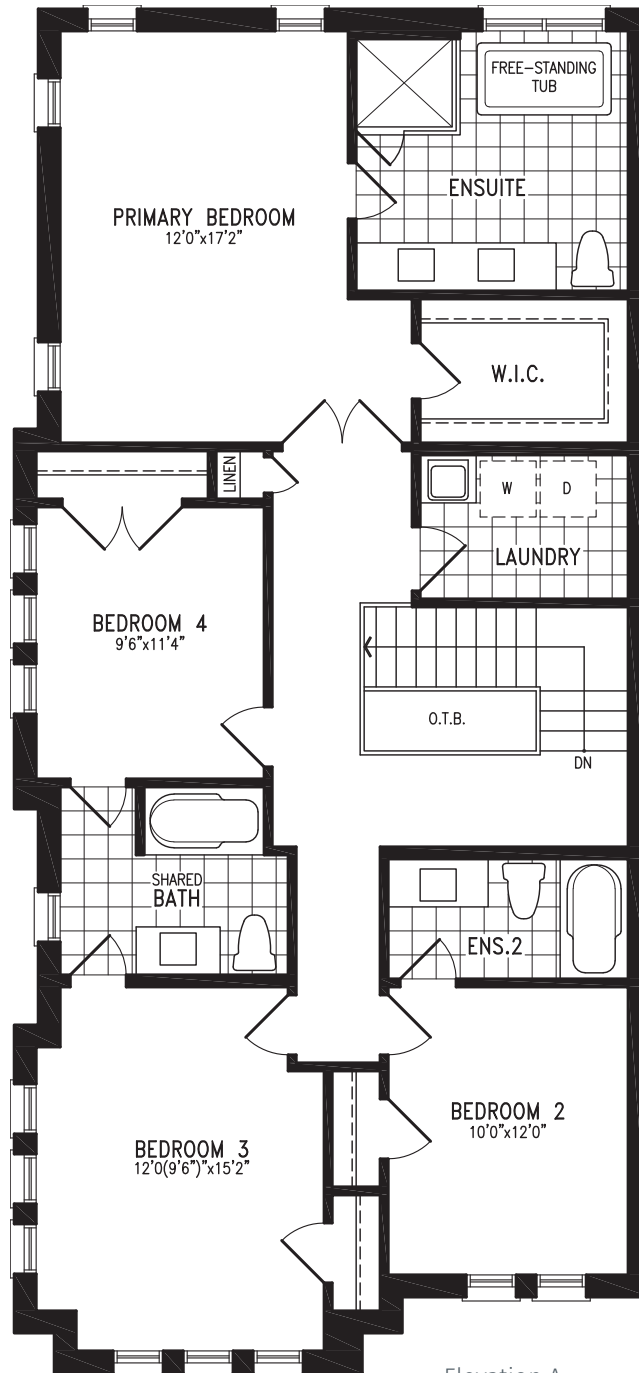 FREE-STANDING
TUB
ENSUITE
PRIMARY BEDROOM
12'0"x17'2"
W.I.C.
LINEN
W
D
LAUNDRY
BEDROOM 4
9'6"x11'4"
O.T.B.
DN
SHARED
BATH
ENS.2
BEDROOM 2
10'0"x12'0"
BEDROOM 3
12'0(9'6")"x15'2"
Elevation A